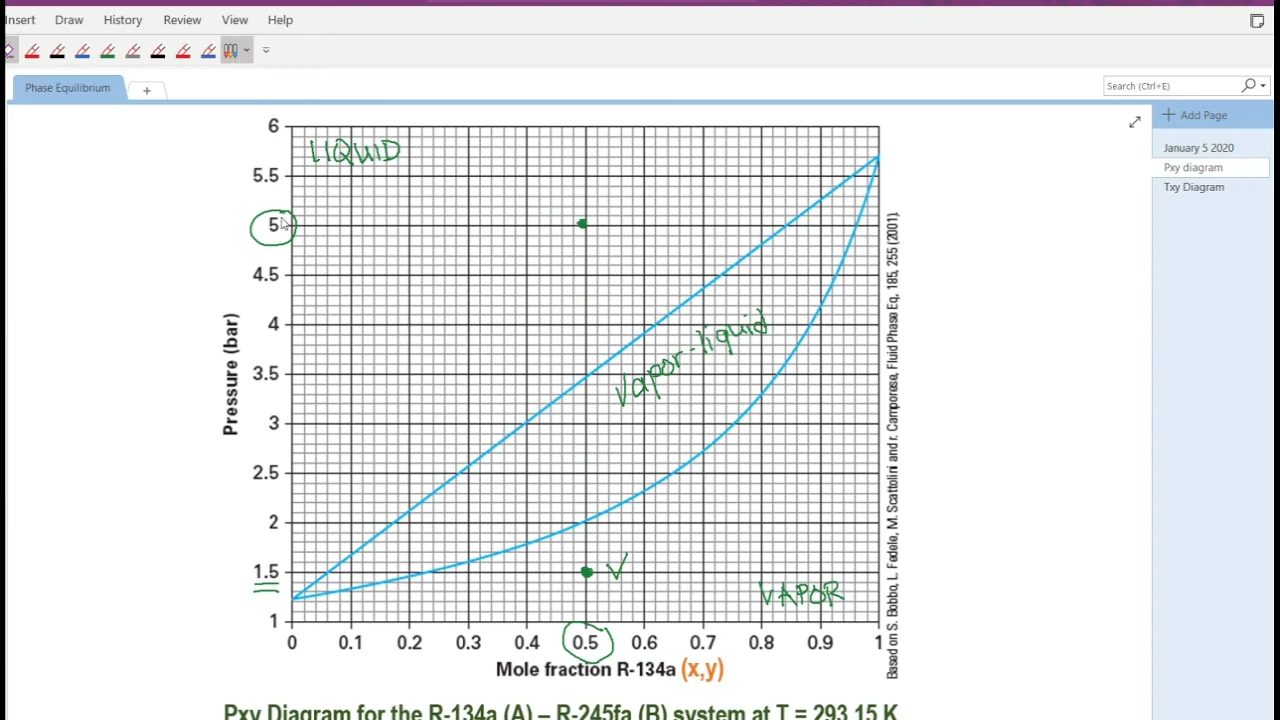 Insert Draw History Review View Help
Phase Equilibrium +
Search (Ctrl+E)
Add Page
January 5 2020
Pxy diagram
Txy Diagram
6
LIQUID
5.5
5
4.5
4
3.5
3
2.5
2
1.5
1
Pressure (bar)
Vapor-liquid
V
VAPOR
0 0.1 0.2 0.3 0.4 0.5 0.6 0.7 0.8 0.9 1
Mole fraction R-134a (x,y)
Based on S. Bobbo, L. Fedele, M. Scattolini and r. Camporese, Fluid Phase Eq, 185, 255 (2001).
Pxy Diagram for the R-134a (A) – R-245fa (B) system at T = 293.15 K